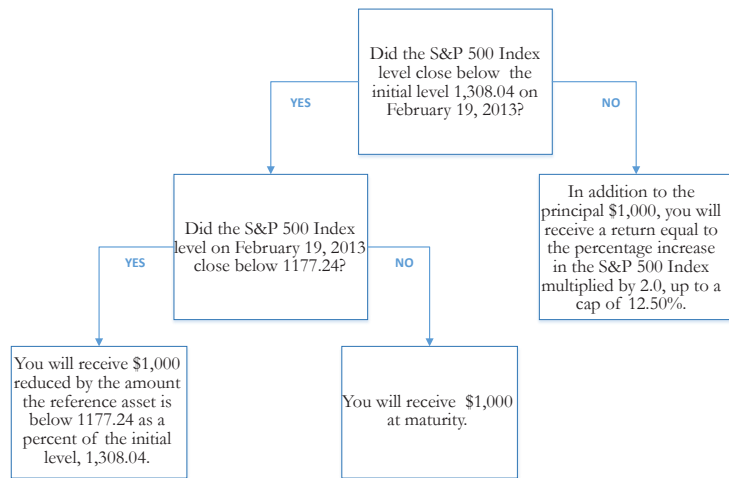 Did the S&P 500 Index
level close below the
initial level 1,308.04 on
February 19, 2013?
YES
NO
Did the S&P 500 Index
level on February 19, 2013
close below 1177.24?
In addition to the
principal $1,000, you will
receive a return equal to
the percentage increase
in the S&P 500 Index
multiplied by 2.0, up to a
cap of 12.50%.
YES
NO
You will receive $1,000
reduced by the amount
the reference asset is
below 1177.24 as a
percent of the initial
level, 1,308.04.
You will receive $1,000
at maturity.